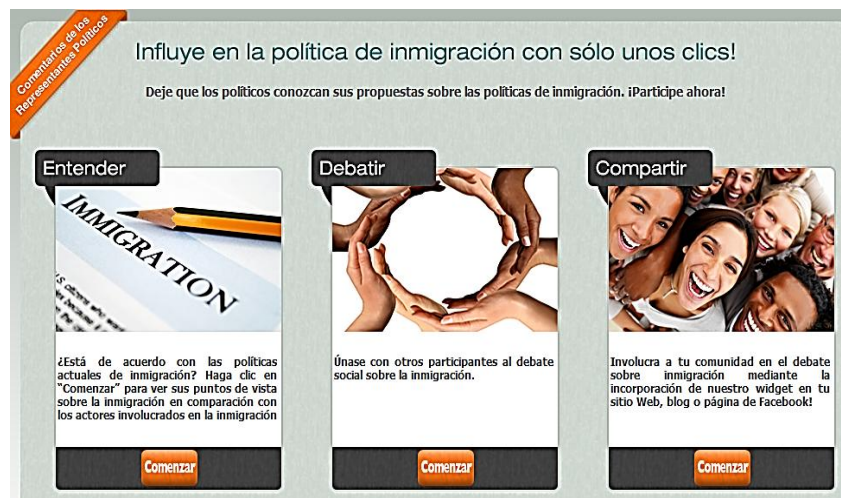 Comentarios de los
Representantes Políticos
Influye en la política de inmigración con sólo unos clics!
Deje que los políticos conozcan sus propuestas sobre las políticas de inmigración. ¡Participe ahora!
Entender
IMMIGRATION
U.S. citizens who want
¿Está de acuerdo con las políticas
actuales de inmigración? Haga clic en
"Comenzar" para ver sus puntos de vista
sobre la inmigración en comparación con
los actores involucrados en la inmigración
Comenzar
Debatir
Únase con otros participantes al debate
social sobre la inmigración.
Comenzar
Compartir
Involucra a tu comunidad en el debate
sobre inmigración mediante la
incorporación de nuestro widget en tu
sitio Web, blog o página de Facebook!
Comenzar